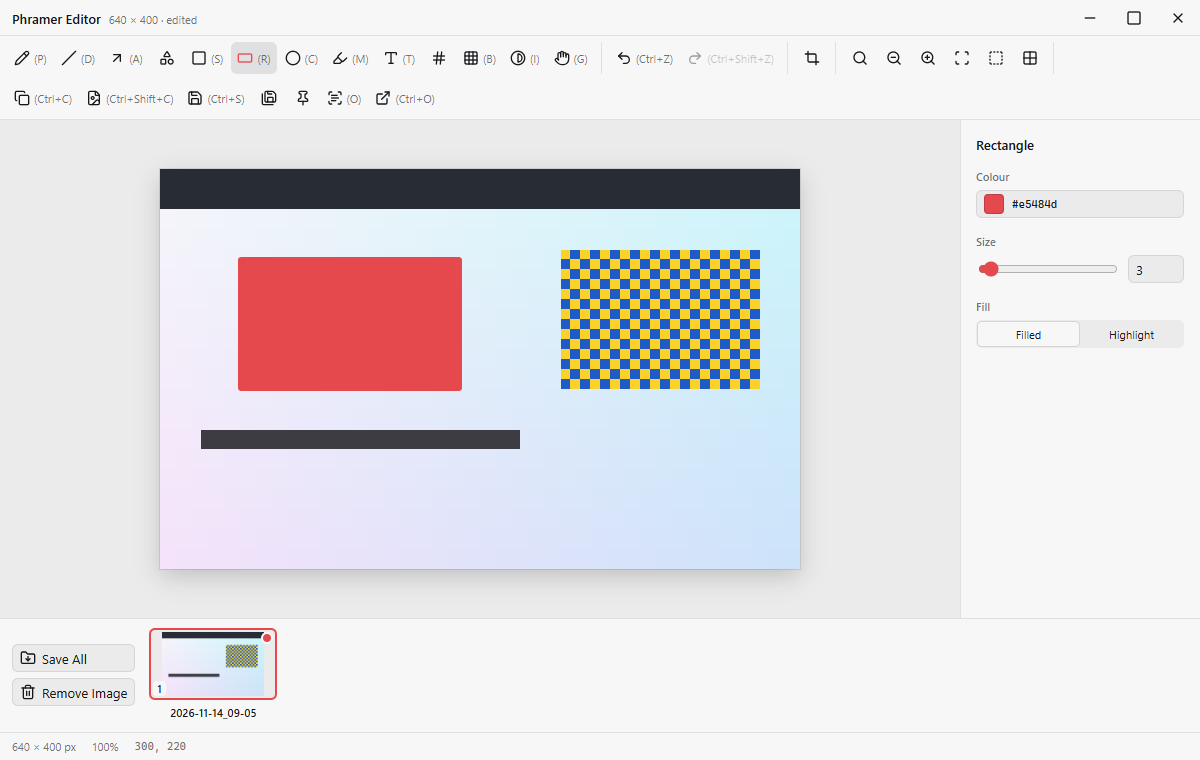 Phramer Editor 640 × 400 · edited
(P) (D) (A) (S) (R) (C) (M) T (T) # (B) (I) (G) (Ctrl+Z) (Ctrl+Shift+Z)
(Ctrl+C) (Ctrl+Shift+C) (Ctrl+S) (O) (Ctrl+O)
Rectangle
Colour
#e5484d
Size
3
Fill
Filled Highlight
Save All
Remove Image
1
2026-11-14_09-05
640 × 400 px 100% 300, 220